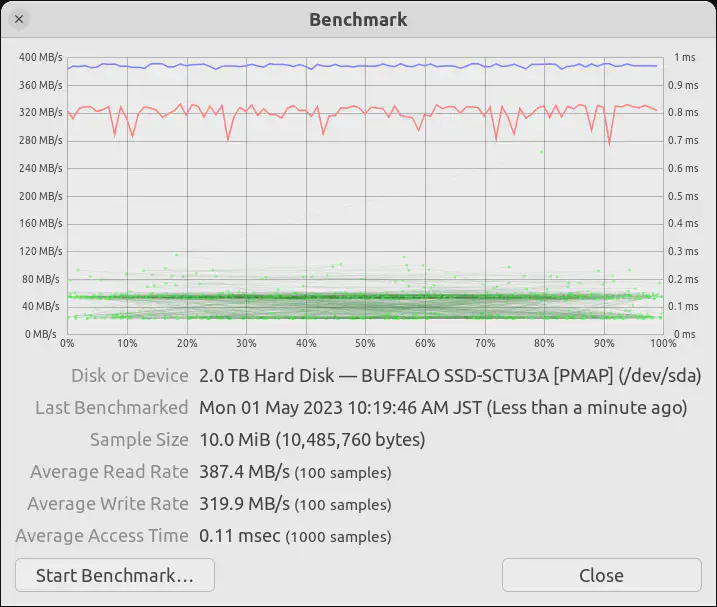 Benchmark
400 MB/s 1 ms
360 MB/s 0.9 ms
320 MB/s 0.8 ms
280 MB/s 0.7 ms
240 MB/s 0.6 ms
200 MB/s 0.5 ms
160 MB/s 0.4 ms
120 MB/s 0.3 ms
80 MB/s 0.2 ms
40 MB/s 0.1 ms
0 MB/s 0 ms
0% 10% 20% 30% 40% 50% 60% 70% 80% 90% 100%
Disk or Device 2.0 TB Hard Disk — BUFFALO SSD-SCTU3A [PMAP] (/dev/sda)
Last Benchmarked Mon 01 May 2023 10:19:46 AM JST (Less than a minute ago)
Sample Size 10.0 MiB (10,485,760 bytes)
Average Read Rate 387.4 MB/s (100 samples)
Average Write Rate 319.9 MB/s (100 samples)
Average Access Time 0.11 msec (1000 samples)
Start Benchmark… Close